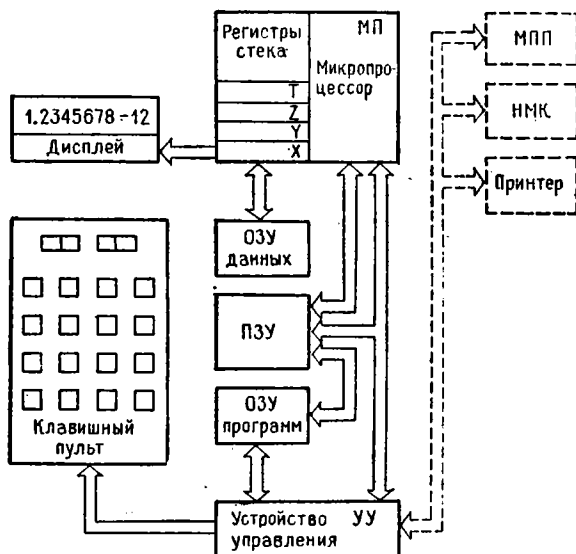 Регистры
стека
МП
Микропро-
цессор
T
Z
Y
X
1.2345678 -12
Дисплей
ОЗУ
данных
ПЗУ
ОЗУ
программ
Клавишный
пульт
Устройство
управления
УУ
МПП
НМК
Принтер